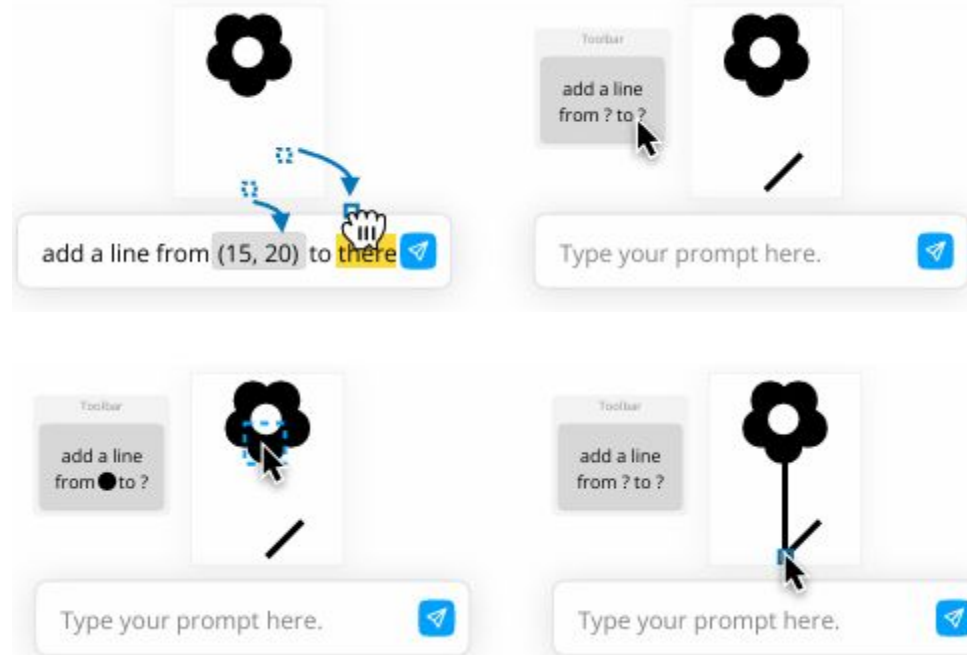 add a line from (15, 20) to there
Toolbar
add a line
from ? to ?
Type your prompt here.
Toolbar
add a line
from ● to ?
Type your prompt here.
Toolbar
add a line
from ? to ?
Type your prompt here.